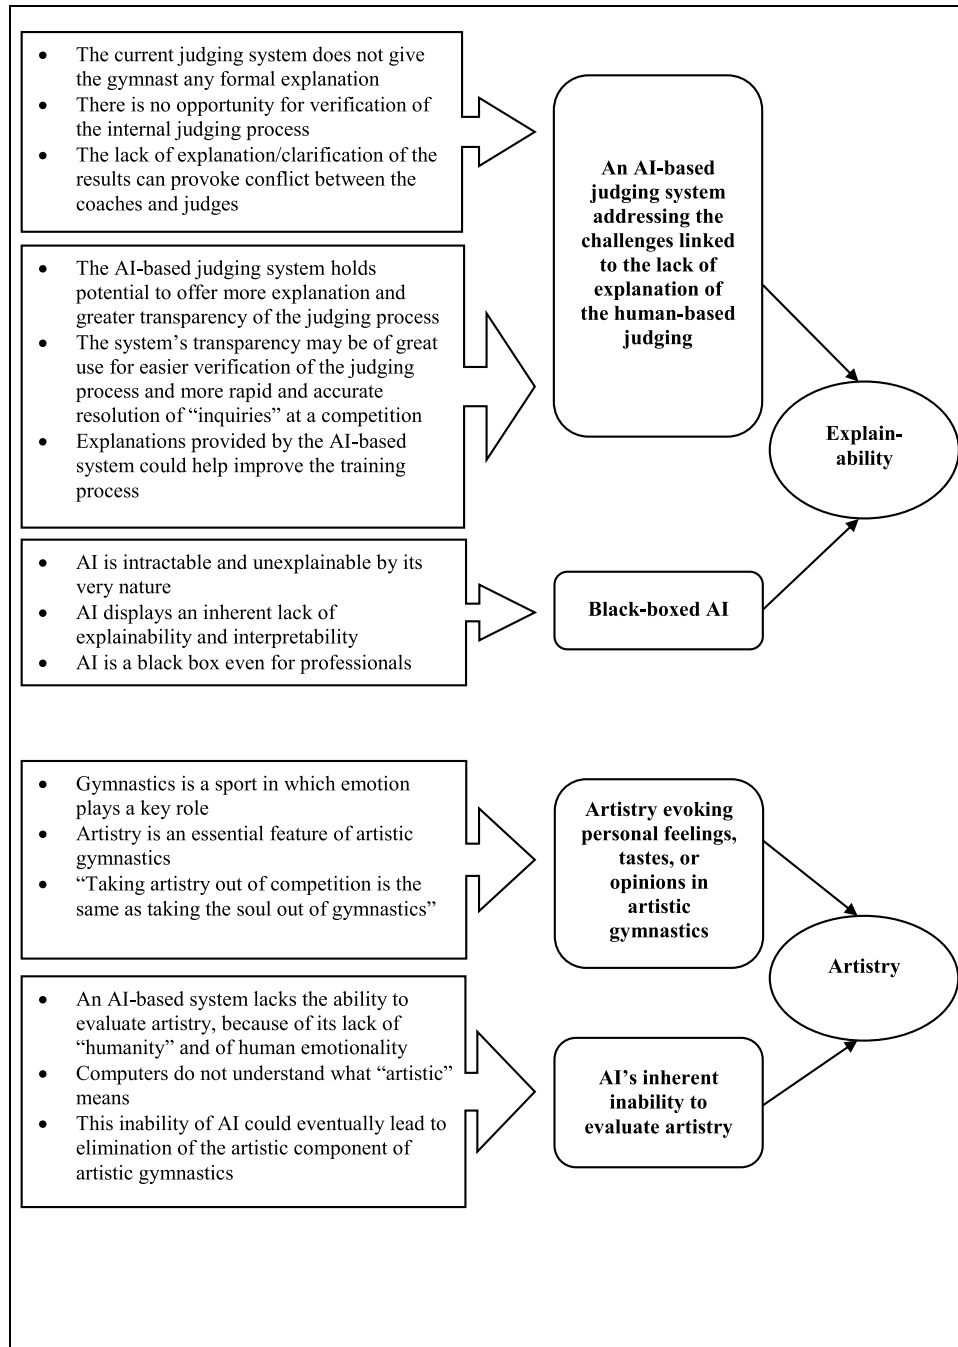 • The current judging system does not give
the gymnast any formal explanation
• There is no opportunity for verification of
the internal judging process
• The lack of explanation/clarification of the
results can provoke conflict between the
coaches and judges
• The AI-based judging system holds
potential to offer more explanation and
greater transparency of the judging process
• The system’s transparency may be of great
use for easier verification of the judging
process and more rapid and accurate
resolution of “inquiries” at a competition
• Explanations provided by the AI-based
system could help improve the training
process
An AI-based
judging system
addressing the
challenges linked
to the lack of
explanation of
the human-based
judging
• AI is intractable and unexplainable by its
very nature
• AI displays an inherent lack of
explainability and interpretability
• AI is a black box even for professionals
Black-boxed AI
Explain-
ability
• Gymnastics is a sport in which emotion
plays a key role
• Artistry is an essential feature of artistic
gymnastics
• “Taking artistry out of competition is the
same as taking the soul out of gymnastics”
Artistry evoking
personal feelings,
tastes, or
opinions in
artistic
gymnastics
• An AI-based system lacks the ability to
evaluate artistry, because of its lack of
“humanity” and of human emotionality
• Computers do not understand what “artistic”
means
• This inability of AI could eventually lead to
elimination of the artistic component of
artistic gymnastics
AI’s inherent
inability to
evaluate artistry
Artistry